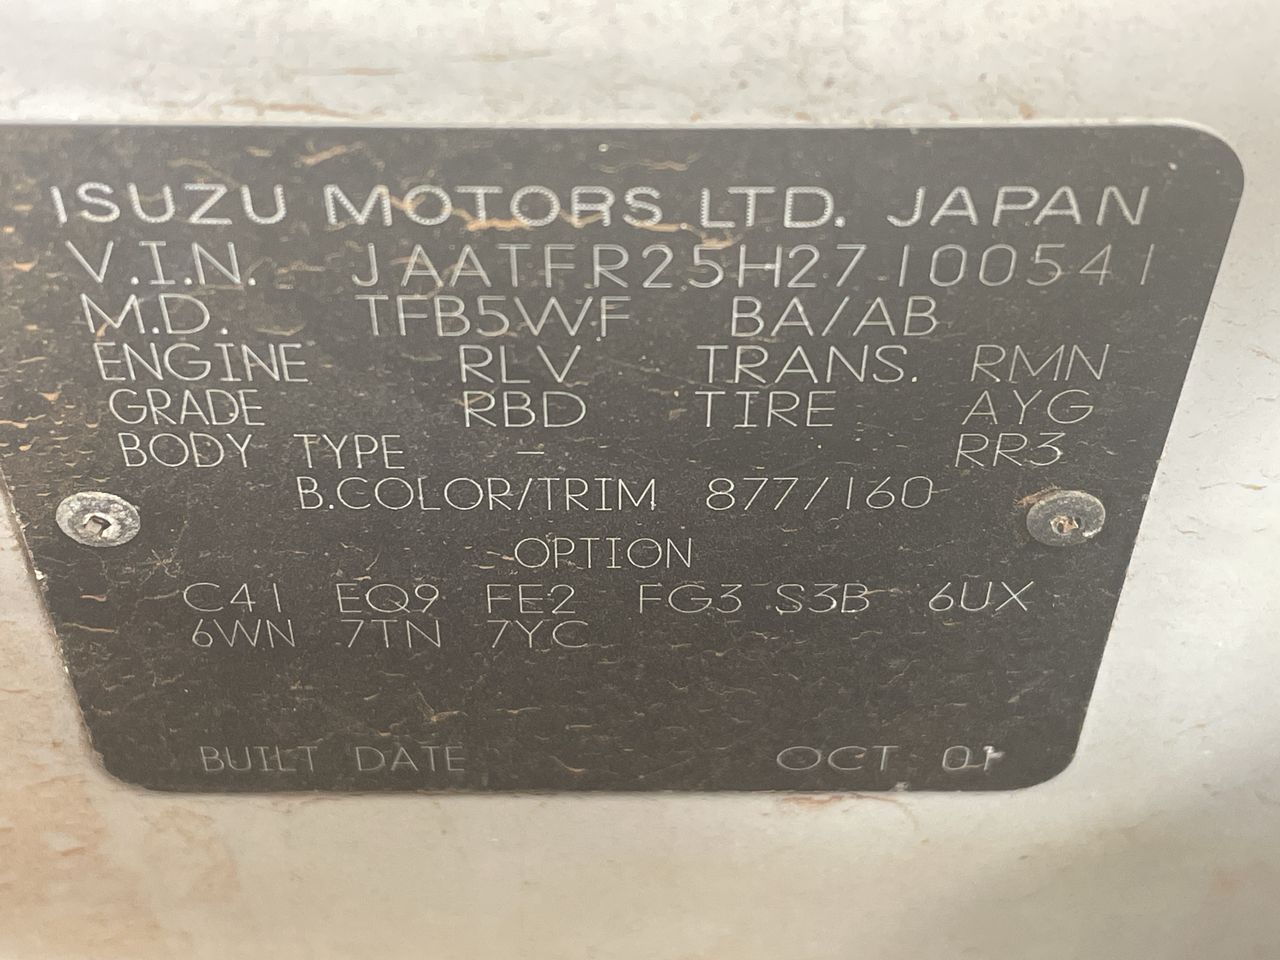 ISUZU MOTORS LTD. JAPAN
V.I.N. JAATFR25H27100541
M.D. TFB5WF BA/AB
ENGINE RLV TRANS. RMN
GRADE RBD TIRE AYG
BODY TYPE - RR3
B.COLOR/TRIM 877/160
OPTION
C41 EQ9 FE2 FG3 S3B 6UX
6WN 7TN 7YC
BUILT DATE OCT 01